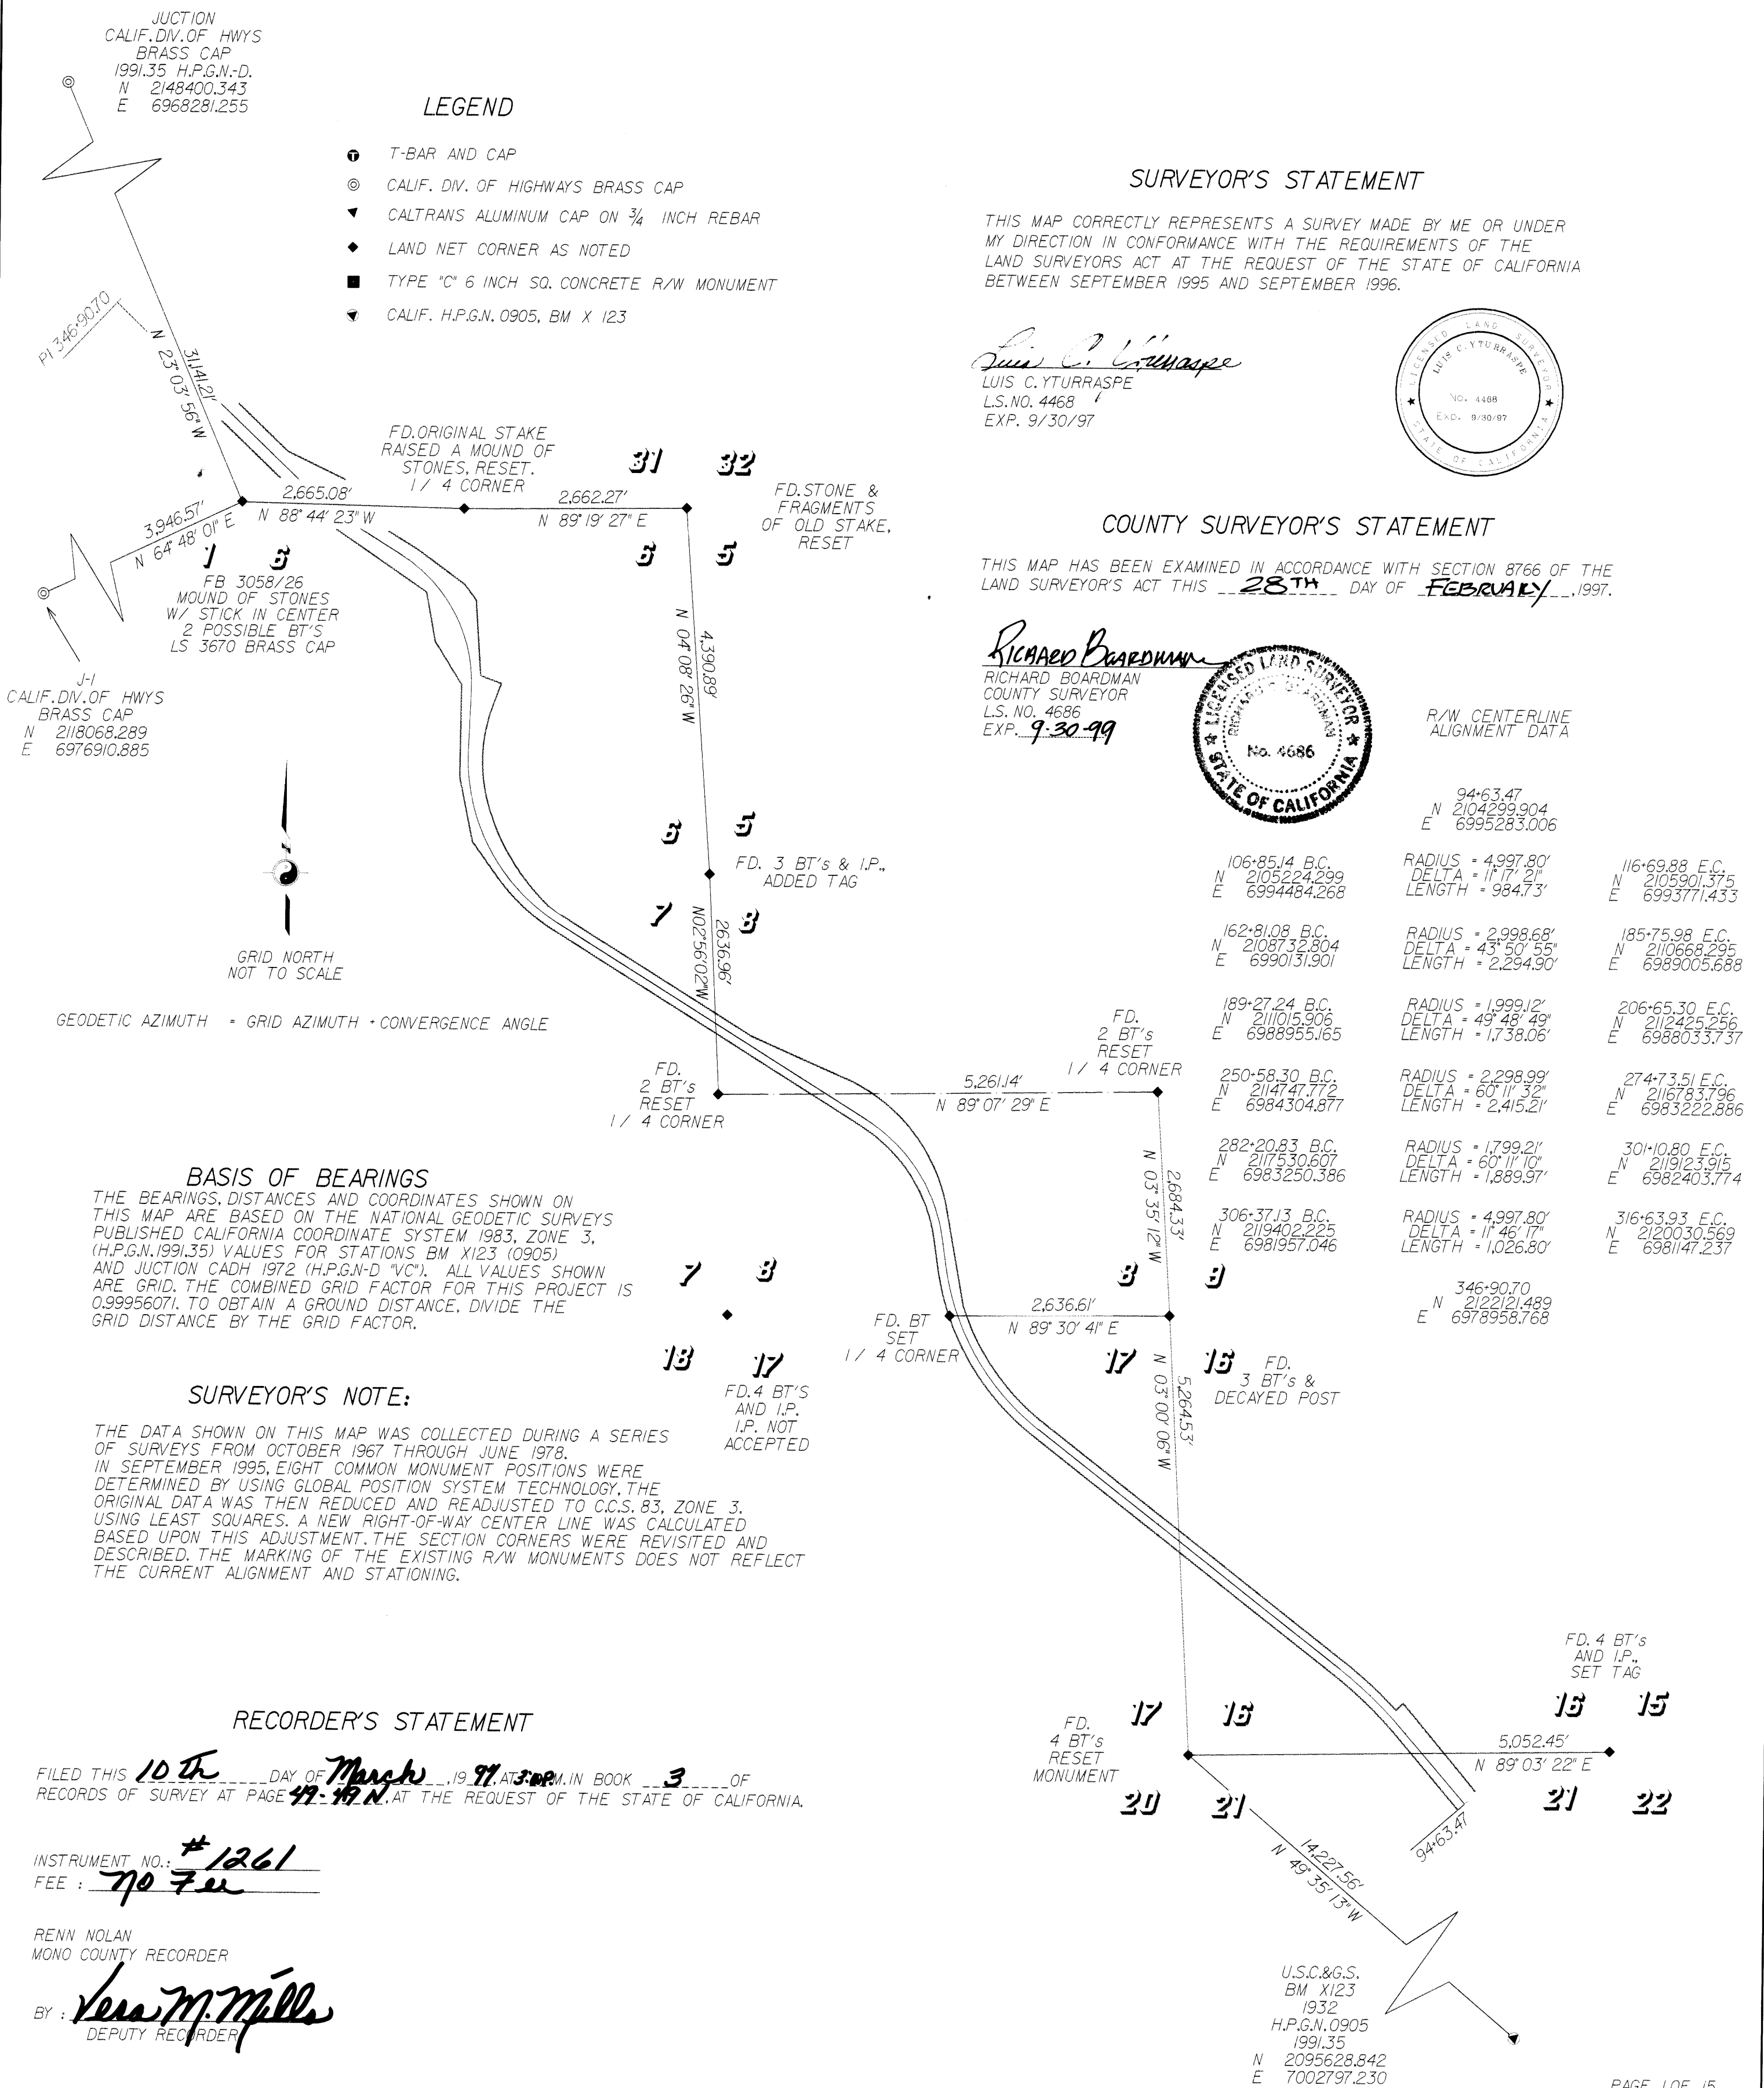 JUCTION
CALIF.DIV.OF HWYS
BRASS CAP
1991.35 H.P.G.N.-D.
N 2148400.343
E 6968281.255
LEGEND
T T-BAR AND CAP
CALIF. DIV. OF HIGHWAYS BRASS CAP
CALTRANS ALUMINUM CAP ON 3/4 INCH REBAR
LAND NET CORNER AS NOTED
TYPE "C" 6 INCH SQ. CONCRETE R/W MONUMENT
CALIF. H.P.G.N. 0905, BM X 123
SURVEYOR'S STATEMENT
THIS MAP CORRECTLY REPRESENTS A SURVEY MADE BY ME OR UNDER
MY DIRECTION IN CONFORMANCE WITH THE REQUIREMENTS OF THE
LAND SURVEYORS ACT AT THE REQUEST OF THE STATE OF CALIFORNIA
BETWEEN SEPTEMBER 1995 AND SEPTEMBER 1996.
Luis C. Yturraspe
LUIS C. YTURRASPE
L.S. NO. 4468
EXP. 9/30/97
LICENSED LAND SURVEYOR
LUIS C. YTURRASPE
No. 4468
EXP. 9/30/97
STATE OF CALIFORNIA
COUNTY SURVEYOR'S STATEMENT
THIS MAP HAS BEEN EXAMINED IN ACCORDANCE WITH SECTION 8766 OF THE
LAND SURVEYOR'S ACT THIS 28TH DAY OF FEBRUARY, 1997.
RICHARD BOARDMAN
RICHARD BOARDMAN
COUNTY SURVEYOR
L.S. NO. 4686
EXP. 9-30-99
LICENSED LAND SURVEYOR
RICHARD BOARDMAN
No. 4686
STATE OF CALIFORNIA
PI 346+90.70
31,141.21'
N 23° 03' 56" W
3,946.57'
N 64° 48' 01" E
1 6
FB 3058/26
MOUND OF STONES
W/ STICK IN CENTER
2 POSSIBLE BT'S
LS 3670 BRASS CAP
J-1
CALIF.DIV.OF HWYS
BRASS CAP
N 2118068.289
E 6976910.885
2,665.08'
N 88° 44' 23" W
FD.ORIGINAL STAKE
RAISED A MOUND OF
STONES, RESET.
1 / 4 CORNER
2,662.27'
N 89° 19' 27" E
31 32
6 5
FD.STONE &
FRAGMENTS
OF OLD STAKE,
RESET
4,390.89'
N 04° 08' 26" W
6 5
FD. 3 BT's & I.P.,
ADDED TAG
7 8
2636.96'
N02°56'02"W
GRID NORTH
NOT TO SCALE
GEODETIC AZIMUTH = GRID AZIMUTH + CONVERGENCE ANGLE
FD.
2 BT's
RESET
1 / 4 CORNER
5,261.14'
N 89° 07' 29" E
FD.
2 BT's
RESET
1 / 4 CORNER
2,684.33'
N 03° 35' 12" W
R/W CENTERLINE
ALIGNMENT DATA
94+63.47
N 2104299.904
E 6995283.006
106+85.14 B.C. RADIUS = 4,997.80' 116+69.88 E.C.
N 2105224.299 DELTA = 11° 17' 21" N 2105901.375
E 6994484.268 LENGTH = 984.73' E 6993771.433
162+81.08 B.C. RADIUS = 2,998.68' 185+75.98 E.C.
N 2108732.804 DELTA = 43° 50' 55" N 2110668.295
E 6990131.901 LENGTH = 2,294.90' E 6989005.688
189+27.24 B.C. RADIUS = 1,999.12' 206+65.30 E.C.
N 2111015.906 DELTA = 49° 48' 49" N 2112425.256
E 6988955.165 LENGTH = 1,738.06' E 6988033.737
250+58.30 B.C. RADIUS = 2,298.99' 274+73.51 E.C.
N 2114747.772 DELTA = 60° 11' 32" N 2116783.796
E 6984304.877 LENGTH = 2,415.21' E 6983222.886
282+20.83 B.C. RADIUS = 1,799.21' 301+10.80 E.C.
N 2117530.607 DELTA = 60° 11' 10" N 2119123.915
E 6983250.386 LENGTH = 1,889.97' E 6982403.774
306+37.13 B.C. RADIUS = 4,997.80' 316+63.93 E.C.
N 2119402.225 DELTA = 11° 46' 17" N 2120030.569
E 6981957.046 LENGTH = 1,026.80' E 6981147.237
346+90.70
N 2122121.489
E 6978958.768
BASIS OF BEARINGS
THE BEARINGS, DISTANCES AND COORDINATES SHOWN ON
THIS MAP ARE BASED ON THE NATIONAL GEODETIC SURVEYS
PUBLISHED CALIFORNIA COORDINATE SYSTEM 1983, ZONE 3,
(H.P.G.N.1991.35) VALUES FOR STATIONS BM X123 (0905)
AND JUCTION CADH 1972 (H.P.G.N-D "VC"). ALL VALUES SHOWN
ARE GRID. THE COMBINED GRID FACTOR FOR THIS PROJECT IS
0.99956071. TO OBTAIN A GROUND DISTANCE, DIVIDE THE
GRID DISTANCE BY THE GRID FACTOR.
7 8
18 17
FD.4 BT'S
AND I.P.
I.P. NOT
ACCEPTED
FD. BT
SET
1 / 4 CORNER
2,636.61'
N 89° 30' 41" E
8 9
17 16
FD.
3 BT's &
DECAYED POST
5,264.53'
N 03° 00' 06" W
SURVEYOR'S NOTE:
THE DATA SHOWN ON THIS MAP WAS COLLECTED DURING A SERIES
OF SURVEYS FROM OCTOBER 1967 THROUGH JUNE 1978.
IN SEPTEMBER 1995, EIGHT COMMON MONUMENT POSITIONS WERE
DETERMINED BY USING GLOBAL POSITION SYSTEM TECHNOLOGY, THE
ORIGINAL DATA WAS THEN REDUCED AND READJUSTED TO C.C.S. 83, ZONE 3,
USING LEAST SQUARES. A NEW RIGHT-OF-WAY CENTER LINE WAS CALCULATED
BASED UPON THIS ADJUSTMENT. THE SECTION CORNERS WERE REVISITED AND
DESCRIBED. THE MARKING OF THE EXISTING R/W MONUMENTS DOES NOT REFLECT
THE CURRENT ALIGNMENT AND STATIONING.
RECORDER'S STATEMENT
FILED THIS 10th DAY OF March, 19 97, AT M. IN BOOK 3 OF
RECORDS OF SURVEY AT PAGE AT THE REQUEST OF THE STATE OF CALIFORNIA.
INSTRUMENT NO.: #1261
FEE : no Fee
RENN NOLAN
MONO COUNTY RECORDER
BY : Vera M. Mills
DEPUTY RECORDER
FD.
4 BT's
RESET
MONUMENT
17 16
20 21
FD. 4 BT's
AND I.P.,
SET TAG
16 15
5,052.45'
N 89° 03' 22" E
21 22
94+63.47
14,227.56'
N 49° 35' 13" W
U.S.C.&G.S.
BM X123
1932
H.P.G.N. 0905
1991.35
N 2095628.842
E 7002797.230
PAGE 1 OF 15